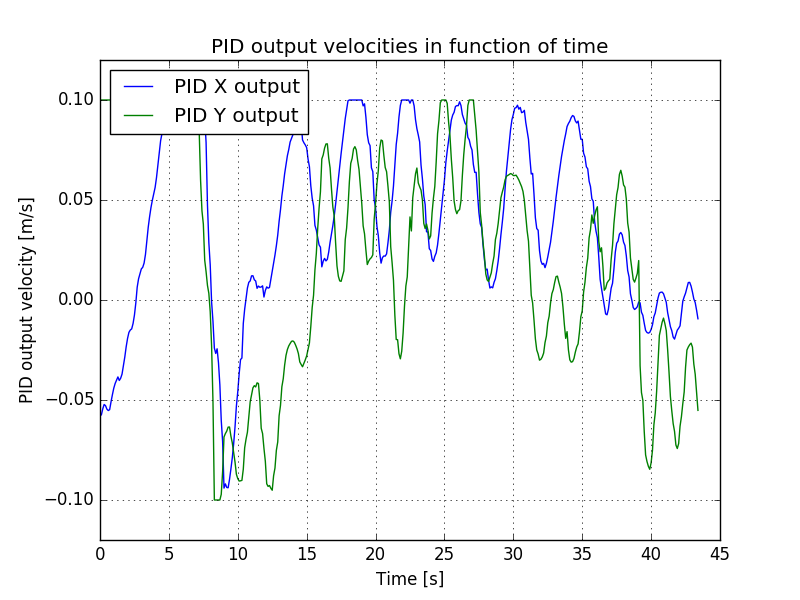 PID output velocities in function of time
PID X output
PID Y output
0.10
0.05
0.00
−0.05
−0.10
PID output velocity [m/s]
0 5 10 15 20 25 30 35 40 45
Time [s]